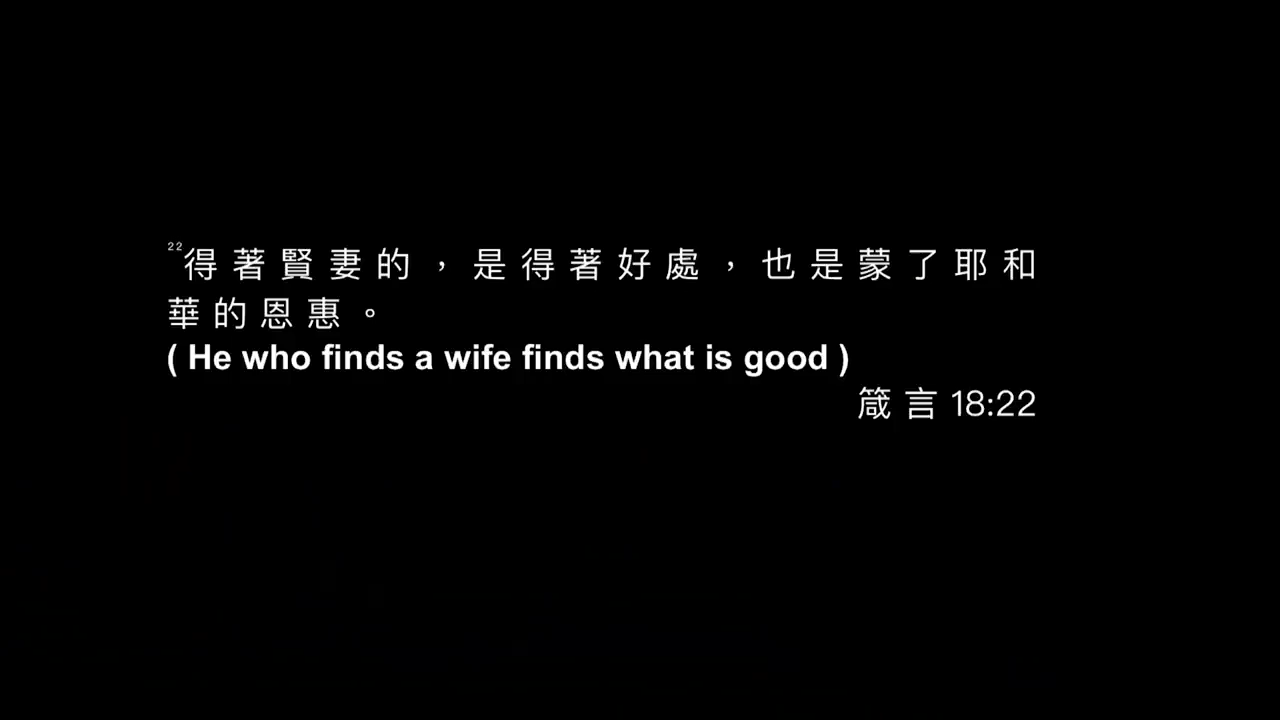 22得著賢妻的，是得著好處，也是蒙了耶和
華的恩惠。
( He who finds a wife finds what is good )
箴言 18:22